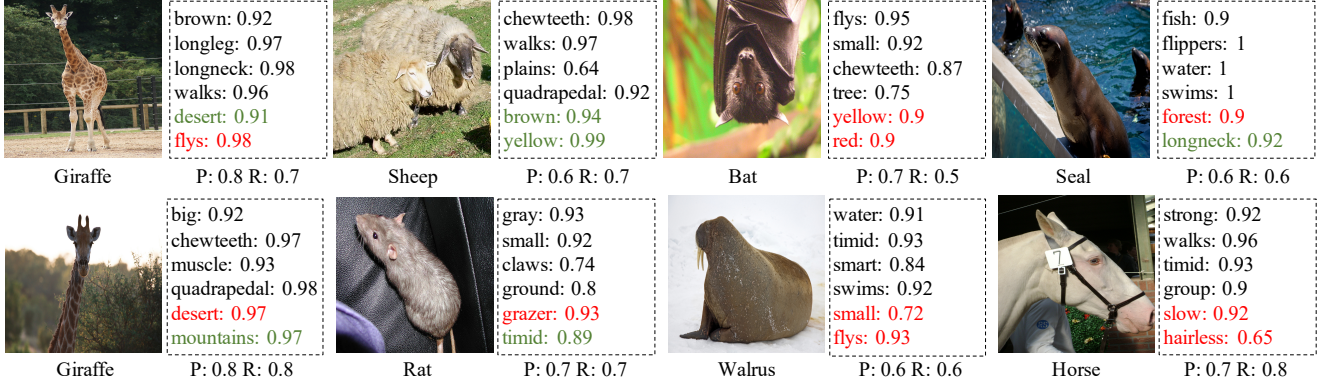 brown: 0.92
longleg: 0.97
longneck: 0.98
walks: 0.96
desert: 0.91
flys: 0.98
Giraffe
P: 0.8 R: 0.7
chewteeth: 0.98
walks: 0.97
plains: 0.64
quadrapedal: 0.92
brown: 0.94
yellow: 0.99
Sheep
P: 0.6 R: 0.7
flys: 0.95
small: 0.92
chewteeth: 0.87
tree: 0.75
yellow: 0.9
red: 0.9
Bat
P: 0.7 R: 0.5
fish: 0.9
flippers: 1
water: 1
swims: 1
forest: 0.9
longneck: 0.92
Seal
P: 0.6 R: 0.6
big: 0.92
chewteeth: 0.97
muscle: 0.93
quadrapedal: 0.98
desert: 0.97
mountains: 0.97
Giraffe
P: 0.8 R: 0.8
gray: 0.93
small: 0.92
claws: 0.74
ground: 0.8
grazer: 0.93
timid: 0.89
Rat
P: 0.7 R: 0.7
water: 0.91
timid: 0.93
smart: 0.84
swims: 0.92
small: 0.72
flys: 0.93
Walrus
P: 0.6 R: 0.6
7
strong: 0.92
walks: 0.96
timid: 0.93
group: 0.9
slow: 0.92
hairless: 0.65
Horse
P: 0.7 R: 0.8